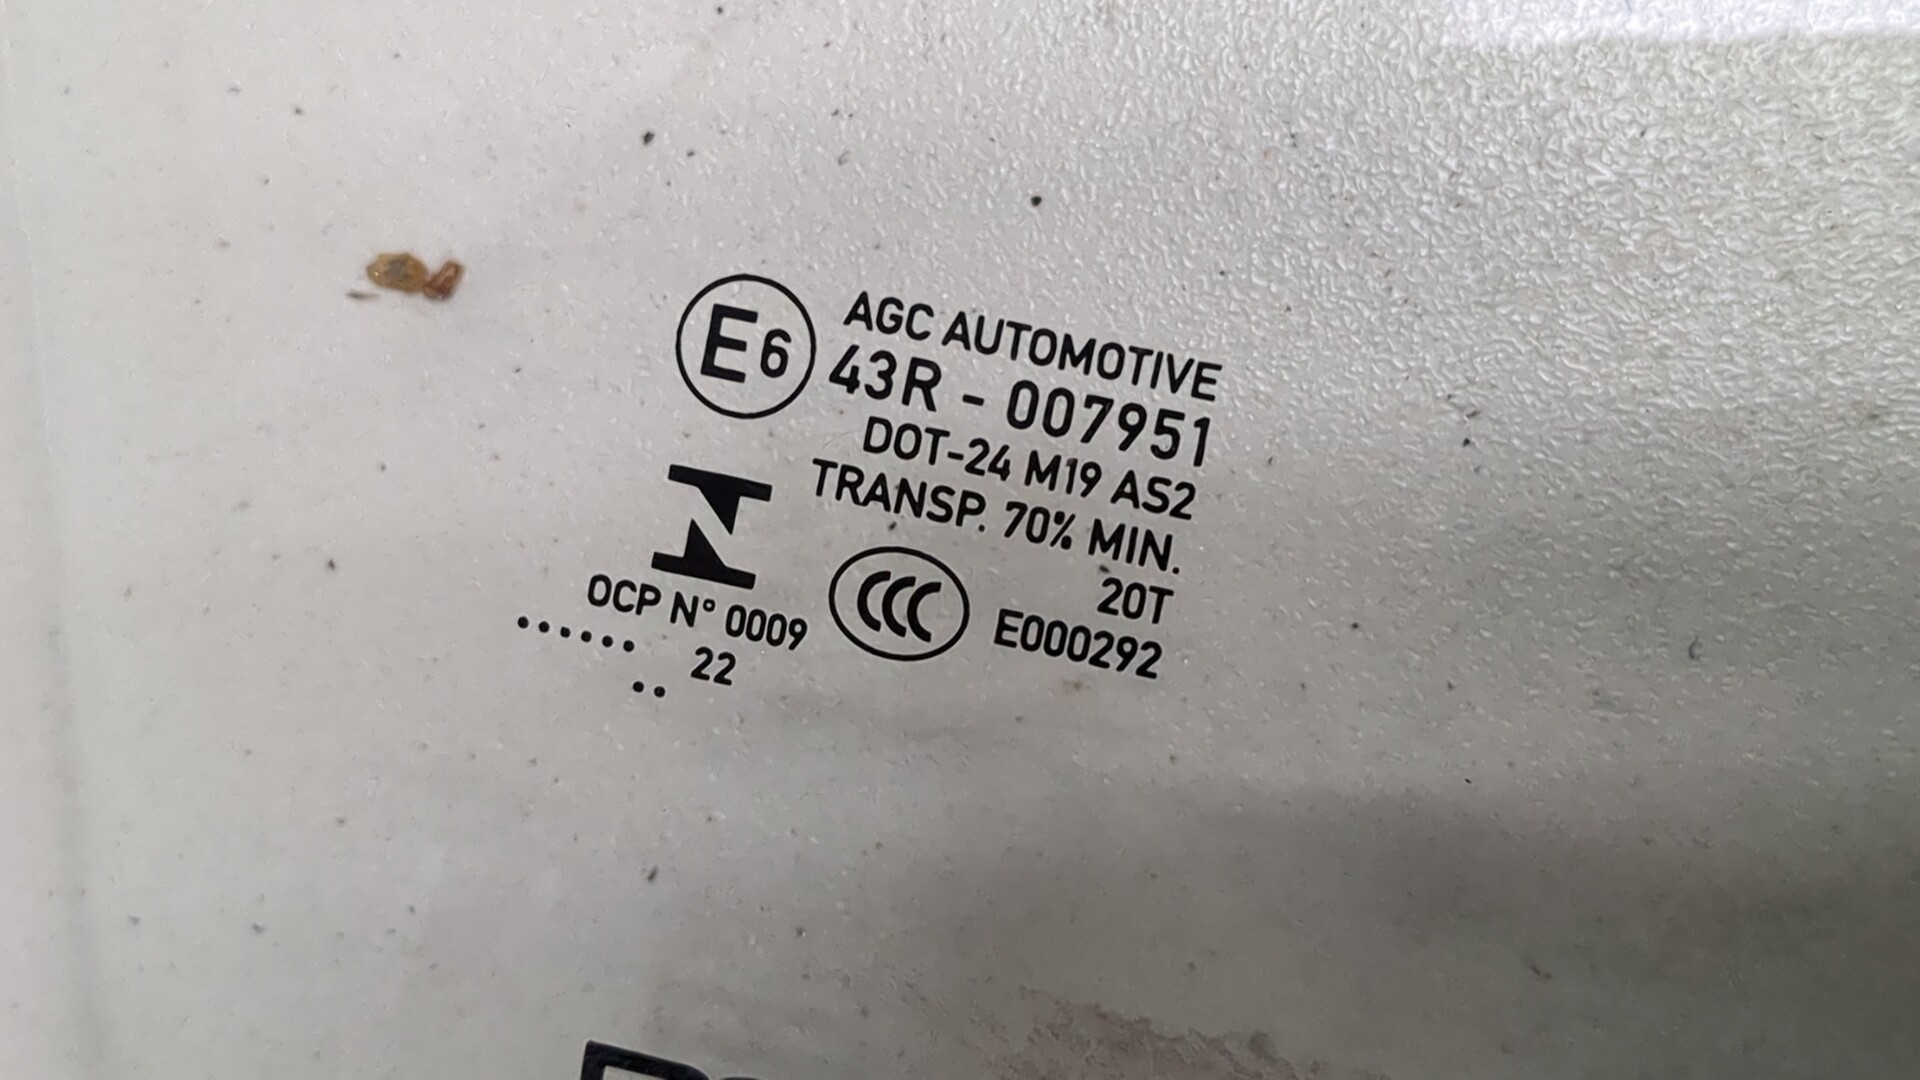 E6
AGC AUTOMOTIVE
43R - 007951
DOT-24 M19 AS2
TRANSP. 70% MIN.
20T
OCP N° 0009
CCC
E000292
...... 22
..